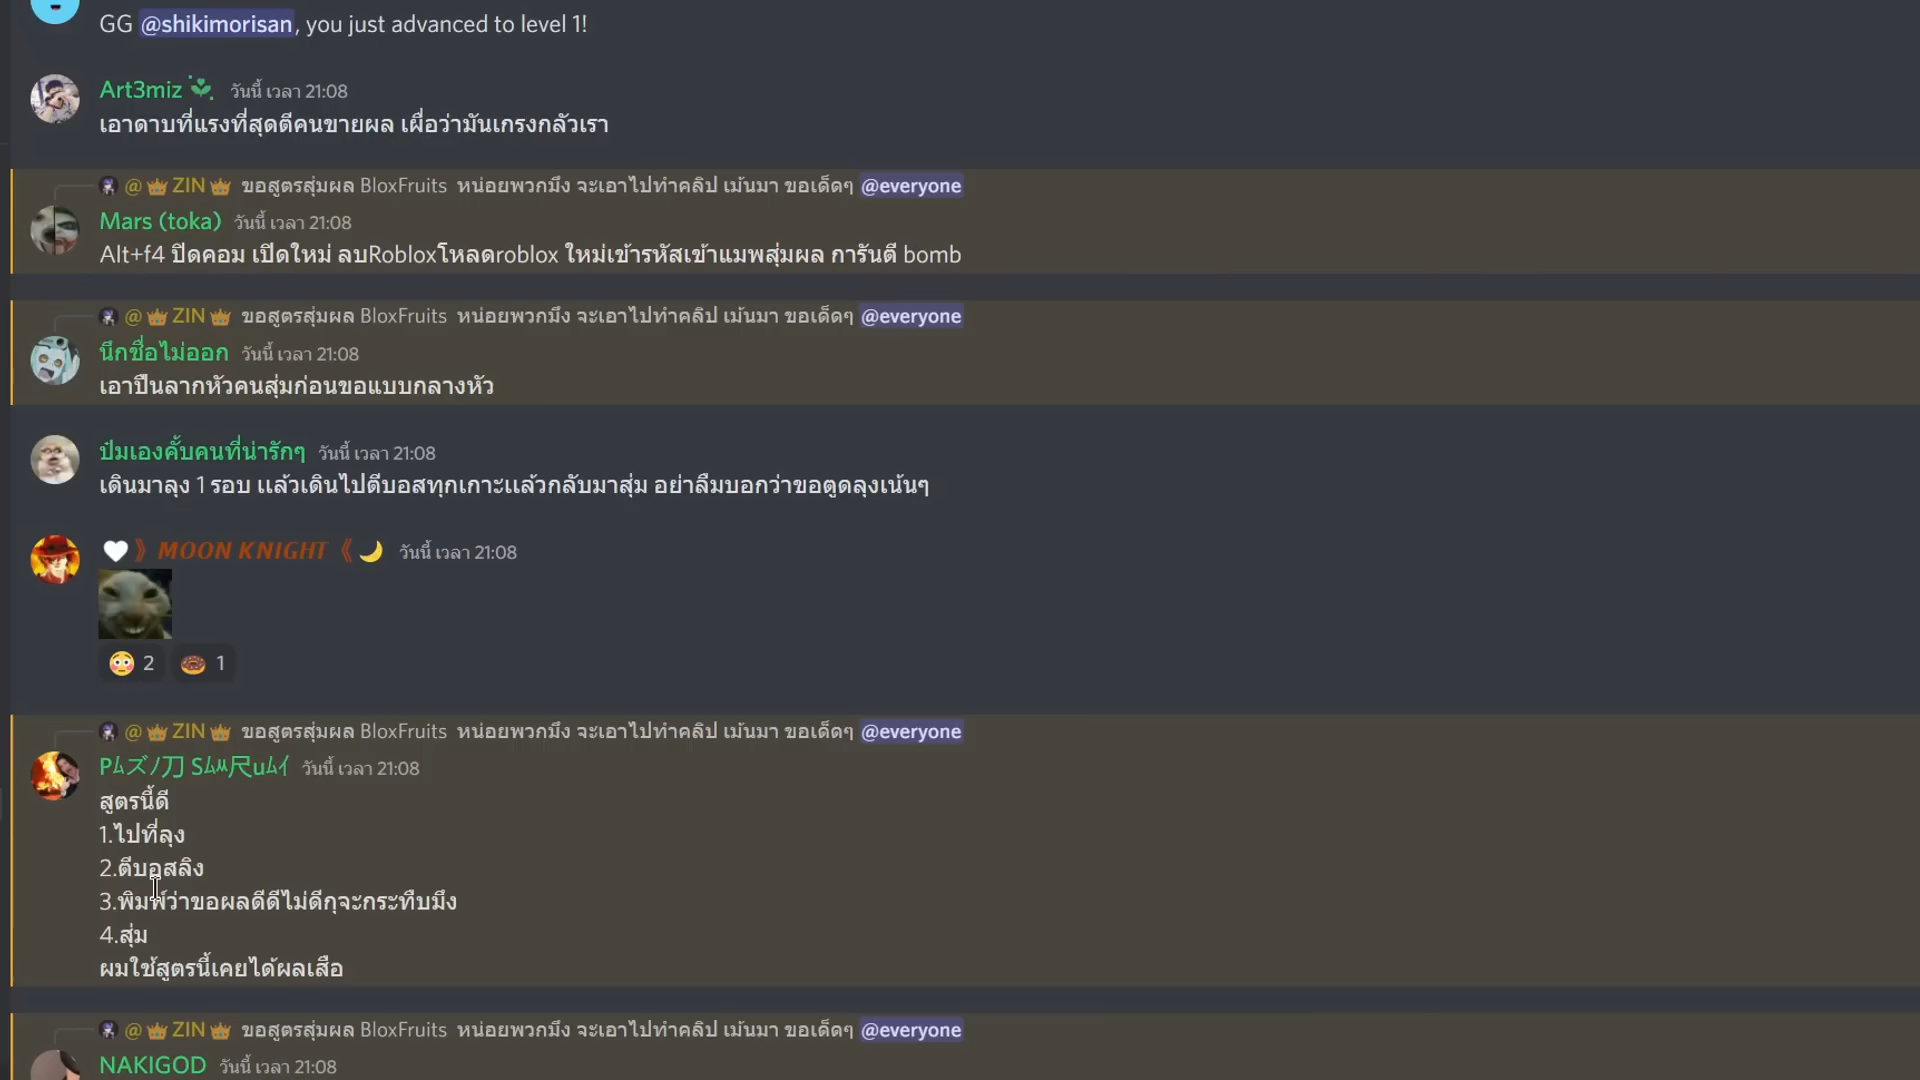 GG @shikimorisan, you just advanced to level 1!
Art3miz วันนี้ เวลา 21:08
เอาดาบที่แรงที่สุดตีคนขายผล เผื่อว่ามันเกรงกลัวเรา
@👑 ZIN 👑 ขอสูตรสุ่มผล BloxFruits หน่อยพวกมึง จะเอาไปทำคลิป เม้นมา ขอเด็ดๆ @everyone
Mars (toka) วันนี้ เวลา 21:08
Alt+f4 ปิดคอม เปิดใหม่ ลบRobloxโหลดroblox ใหม่เข้ารหัสเข้าแมพสุ่มผล การันตี bomb
@👑 ZIN 👑 ขอสูตรสุ่มผล BloxFruits หน่อยพวกมึง จะเอาไปทำคลิป เม้นมา ขอเด็ดๆ @everyone
นึกชื่อไม่ออก วันนี้ เวลา 21:08
เอาปืนลากหัวคนสุ่มก่อนขอแบบกลางหัว
ป๋มเองคั้บคนที่น่ารักๆ วันนี้ เวลา 21:08
เดินมาลุง 1 รอบ แล้วเดินไปตีบอสทุกเกาะแล้วกลับมาสุ่ม อย่าลืมบอกว่าขอตูดลุงเน้นๆ
🤍 》MOON KNIGHT《 🌙 วันนี้ เวลา 21:08
😳 2 🍩 1
@👑 ZIN 👑 ขอสูตรสุ่มผล BloxFruits หน่อยพวกมึง จะเอาไปทำคลิป เม้นมา ขอเด็ดๆ @everyone
Pﾑズﾉ刀 Sﾑﾶ尺uﾑｲ วันนี้ เวลา 21:08
สูตรนี้ดี
1.ไปที่ลุง
2.ตีบอสลิง
3.พิมพ์ว่าขอผลดีดีไม่ดีกุจะกระทืบมึง
4.สุ่ม
ผมใช้สูตรนี้เคยได้ผลเสือ
@👑 ZIN 👑 ขอสูตรสุ่มผล BloxFruits หน่อยพวกมึง จะเอาไปทำคลิป เม้นมา ขอเด็ดๆ @everyone
NAKIGOD วันนี้ เวลา 21:08